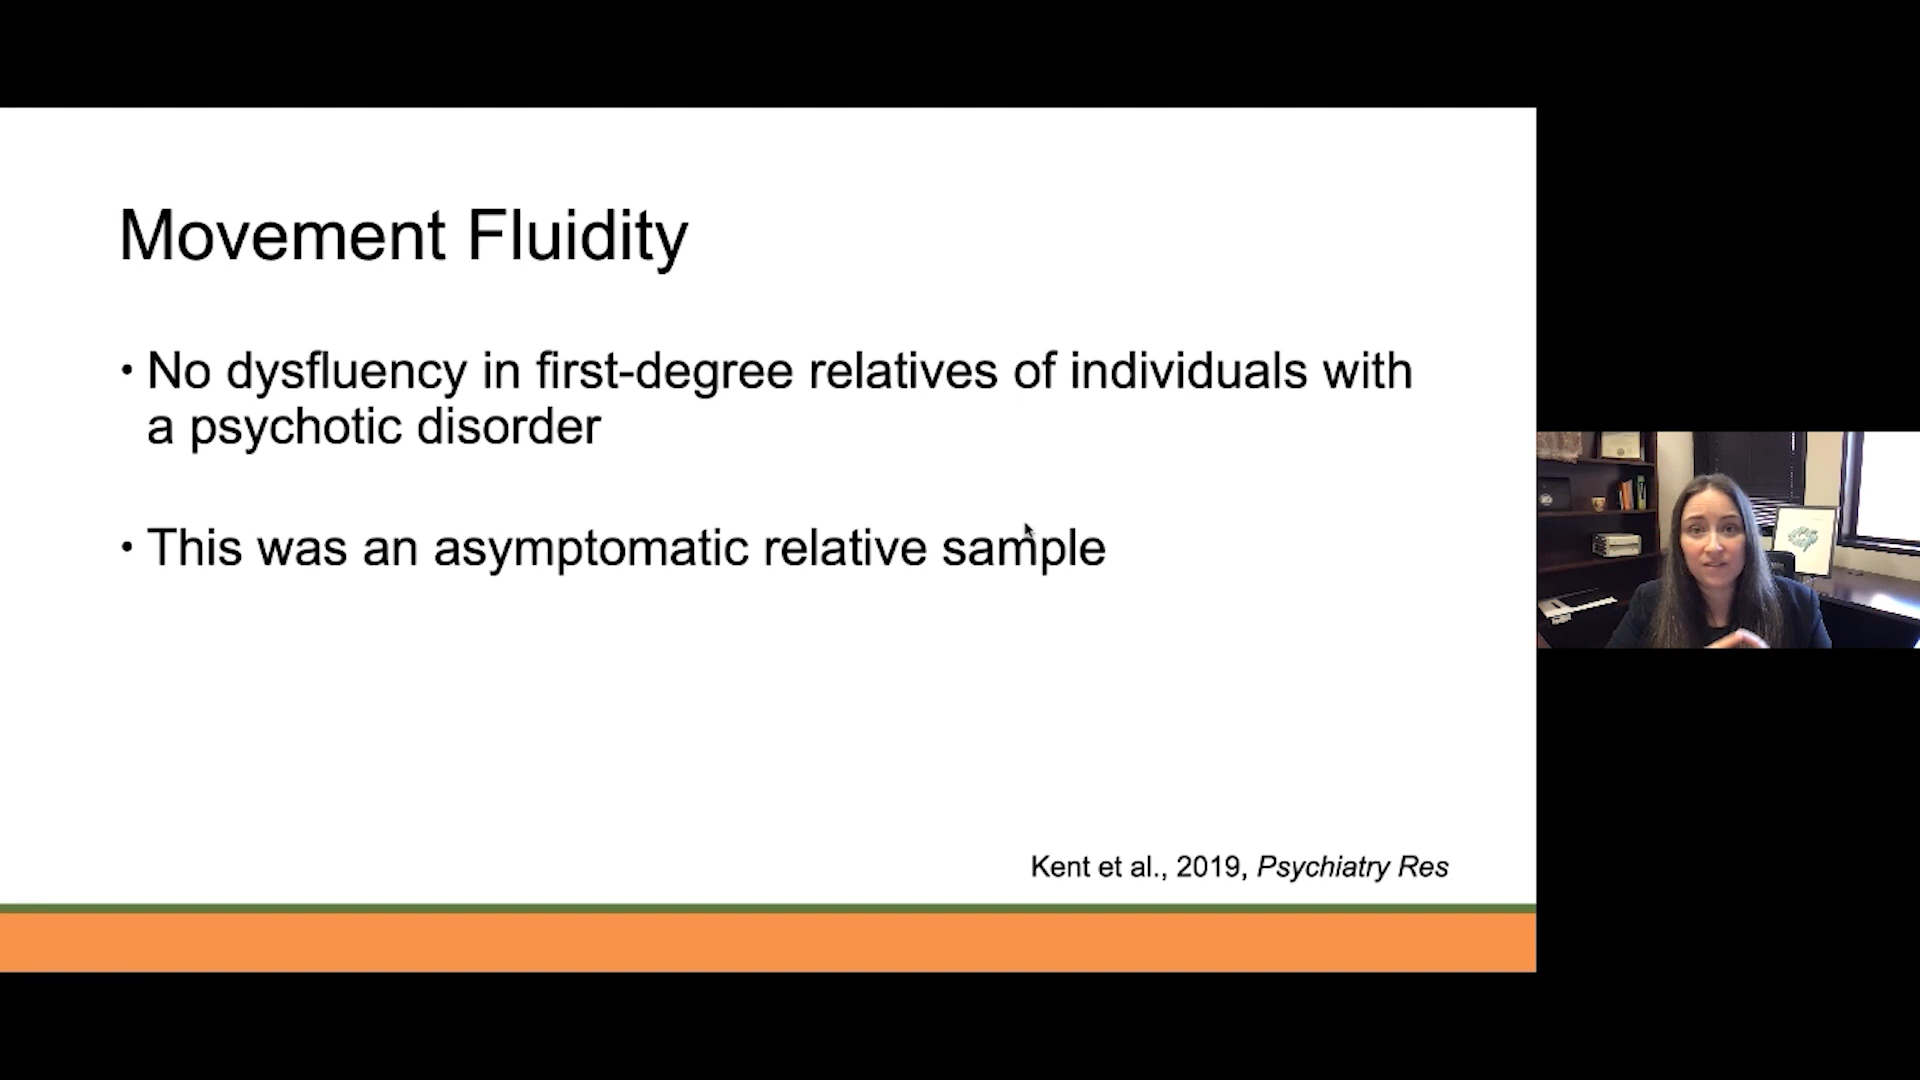 Movement Fluidity
• No dysfluency in first-degree relatives of individuals with
a psychotic disorder
• This was an asymptomatic relative sample
Kent et al., 2019, Psychiatry Res